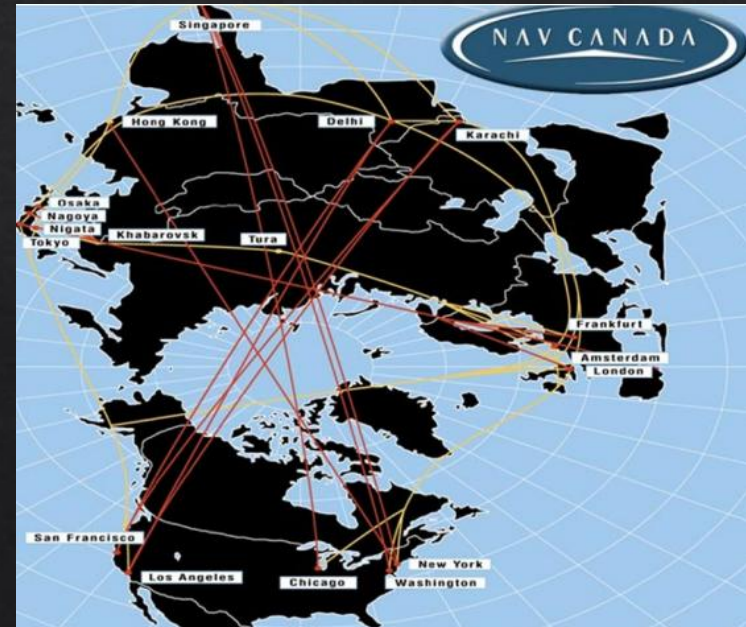 Singapore
NAV CANADA
Hong Kong
Delhi
Karachi
Osaka
Nagoya
Nigata
Tokyo
Khabarovsk
Tura
Frankfurt
Amsterdam
London
San Francisco
Los Angeles
Chicago
New York
Washington